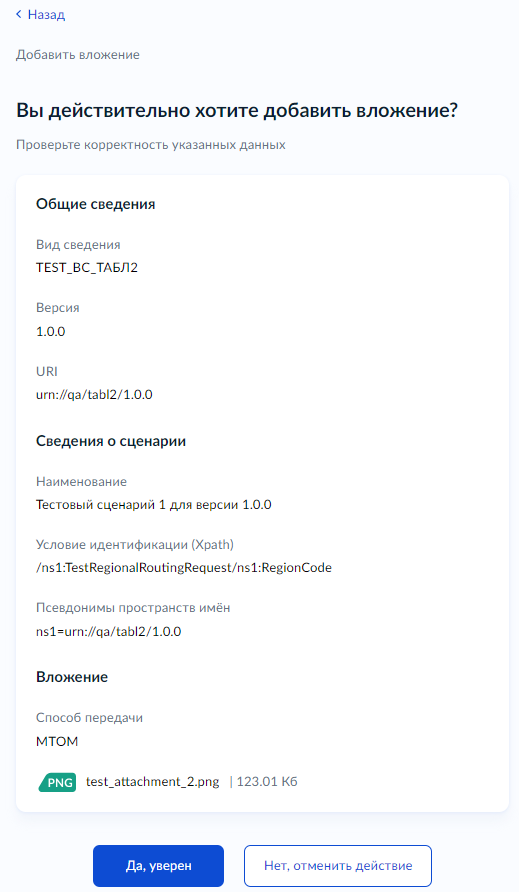 Назад
Добавить вложение
Вы действительно хотите добавить вложение?
Проверьте корректность указанных данных
Общие сведения
Вид сведения
TEST_ВС_ТАБЛ2
Версия
1.0.0
URI
urn://qa/tabl2/1.0.0
Сведения о сценарии
Наименование
Тестовый сценарий 1 для версии 1.0.0
Условие идентификации (Xpath)
/ns1:TestRegionalRoutingRequest/ns1:RegionCode
Псевдонимы пространств имён
ns1=urn://qa/tabl2/1.0.0
Вложение
Способ передачи
MTOM
PNG test_attachment_2.png | 123.01 Кб
Да, уверен
Нет, отменить действие